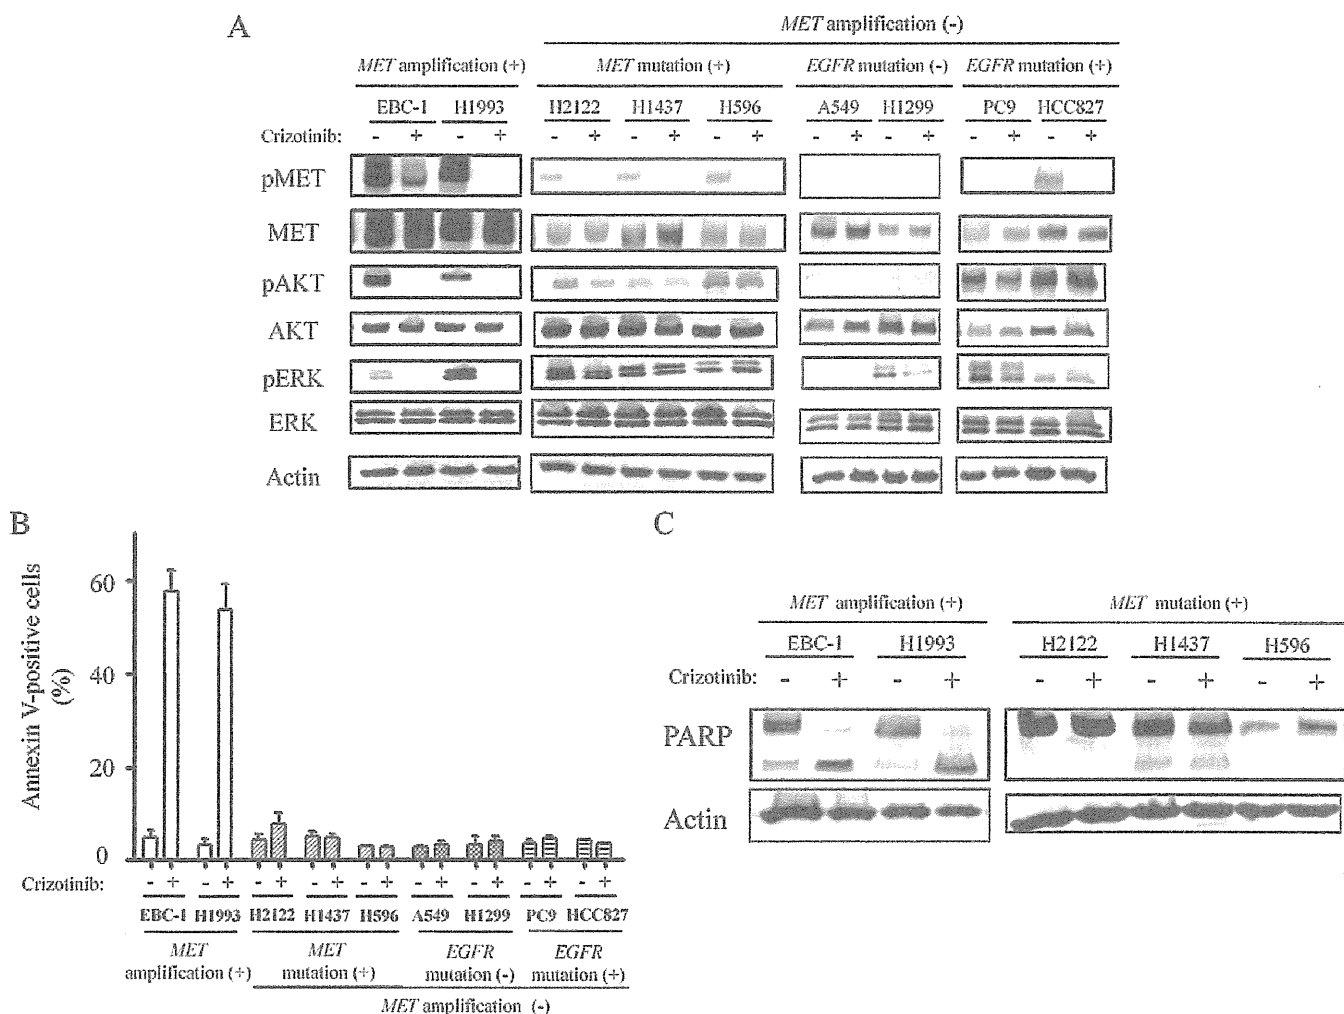 A
MET amplification (-)
MET amplification (+)
MET mutation (+)
EGFR mutation (-)
EGFR mutation (+)
EBC-1 H1993 H2122 H1437 H596 A549 H1299 PC9 HCC827
Crizotinib: - + - + - + - + - + - + - + - + - +
pMET
MET
pAKT
AKT
pERK
ERK
Actin
B
Annexin V-positive cells
(%)
60
40
20
0
Crizotinib: - + - + - + - + - + - + - + - + - +
EBC-1 H1993 H2122 H1437 H596 A549 H1299 PC9 HCC827
MET
amplification (+)
MET
mutation (+)
EGFR
mutation (-)
EGFR
mutation (+)
MET amplification (-)
C
MET amplification (+)
MET mutation (+)
EBC-1 H1993 H2122 H1437 H596
Crizotinib: - + - + - + - + - +
PARP
Actin